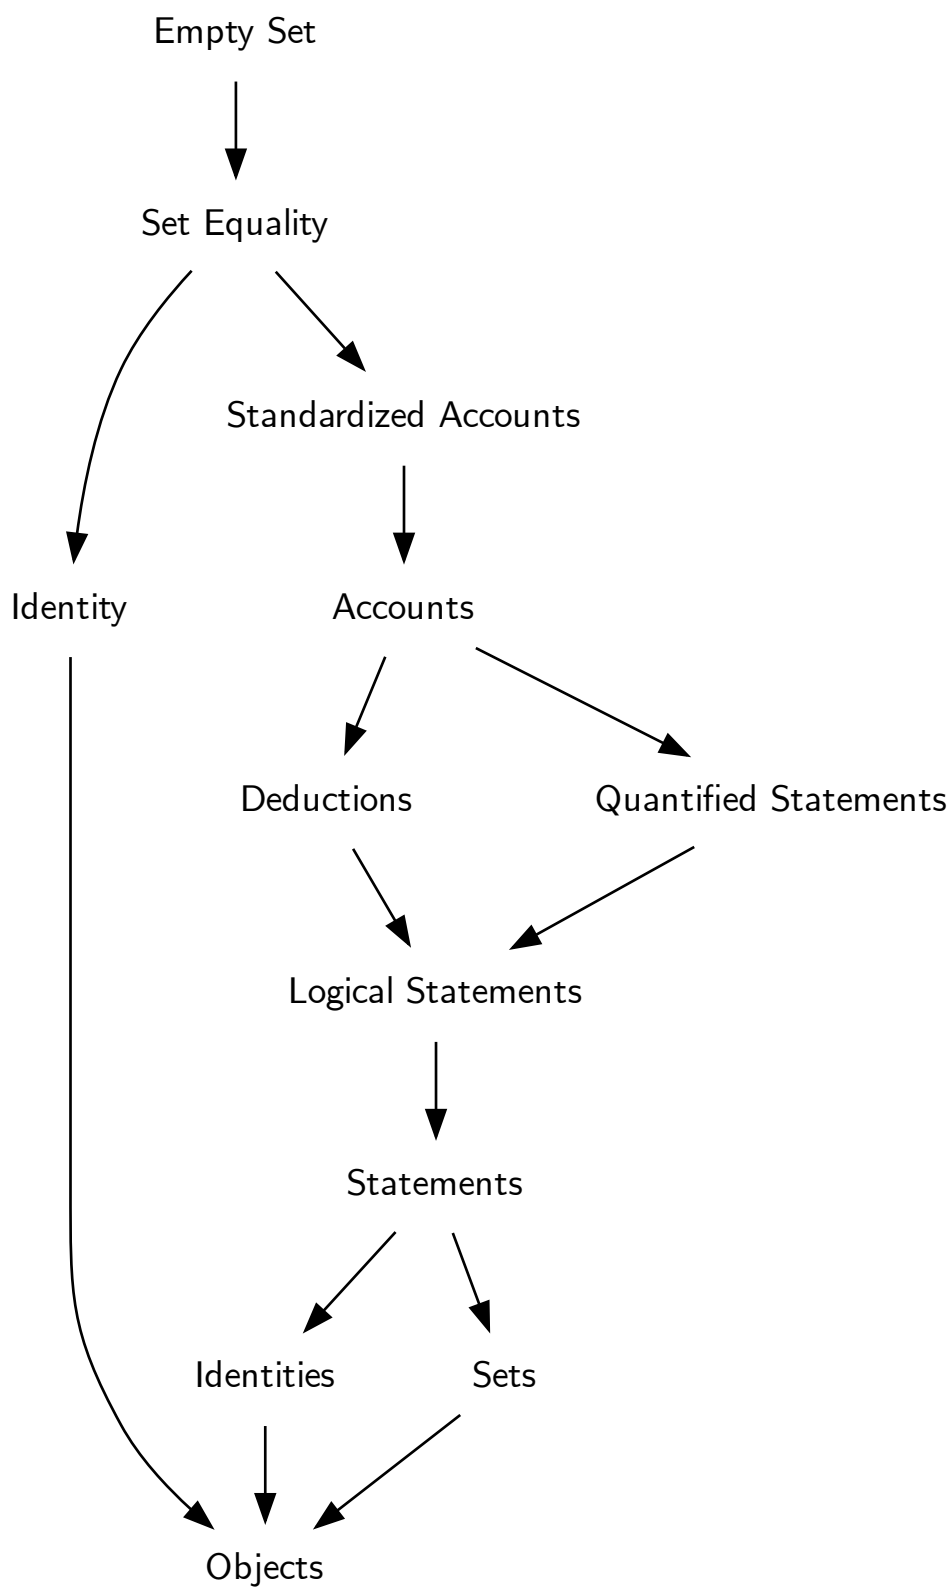 Empty Set
Set Equality
Standardized Accounts
Identity
Accounts
Deductions
Quantified Statements
Logical Statements
Statements
Identities
Sets
Objects